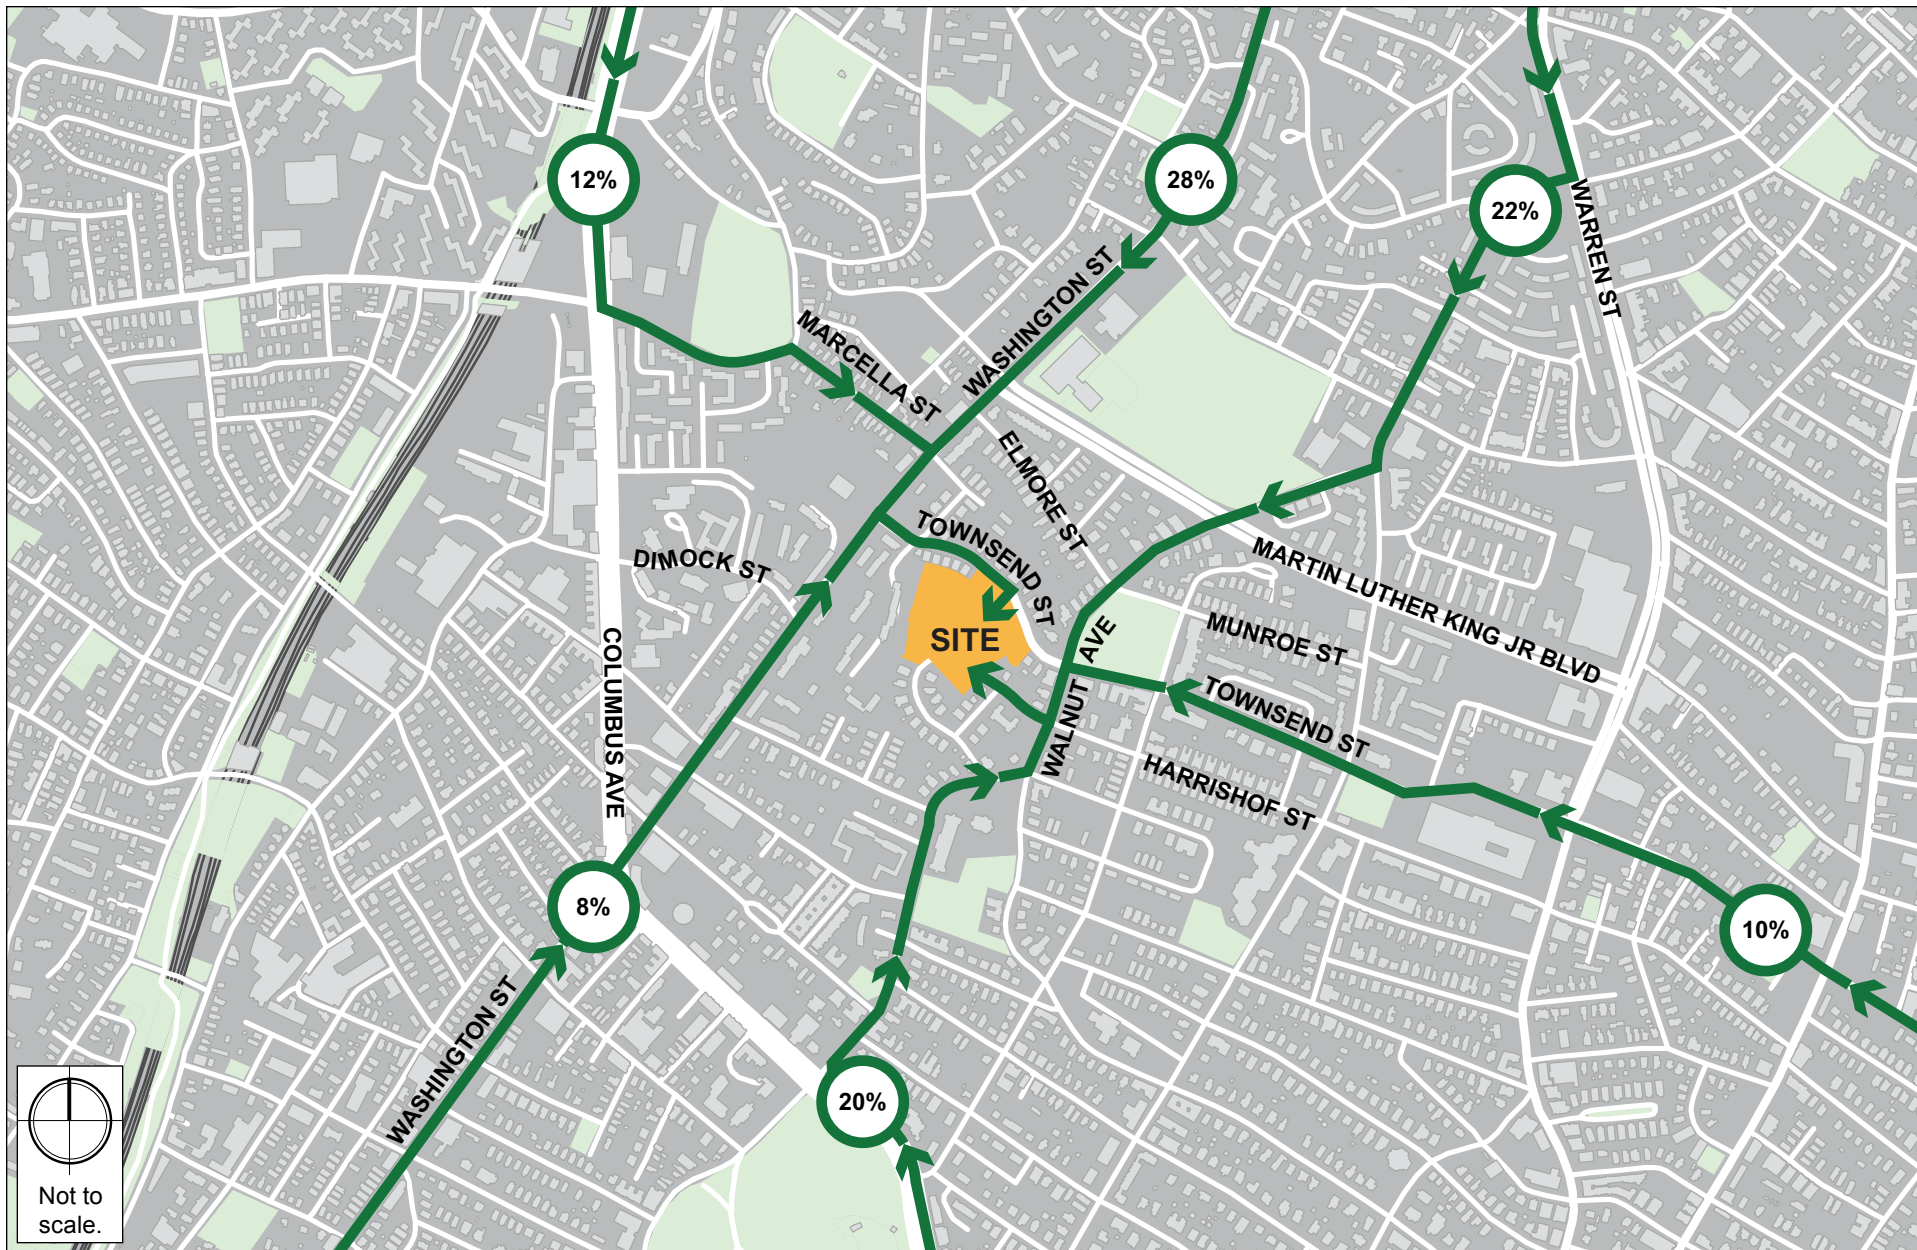 12%
28%
22%
WARREN ST
WASHINGTON ST
MARCELLA ST
ELMORE ST
TOWNSEND ST
DIMOCK ST
MARTIN LUTHER KING JR BLVD
MUNROE ST
SITE
WALNUT AVE
TOWNSEND ST
COLUMBUS AVE
HARRISHOF ST
8%
10%
WASHINGTON ST
20%
Not to
scale.